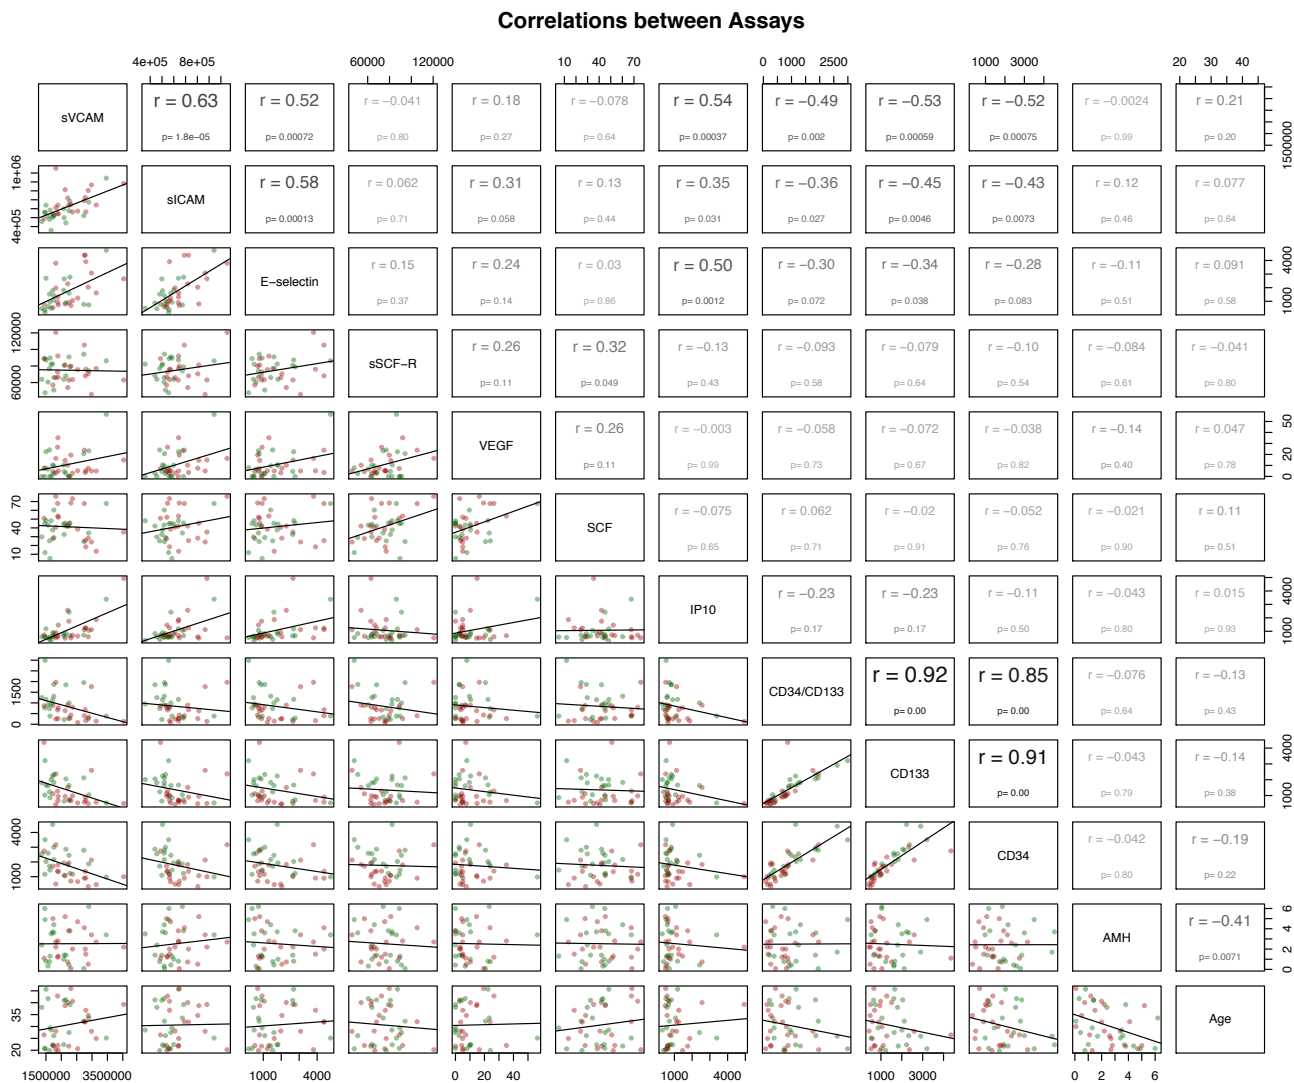 Correlations between Assays
4e+05 8e+05 60000 120000 10 40 70 0 1000 2500 1000 3000 20 30 40
sVCAM r = 0.63 r = 0.52 r = −0.041 r = 0.18 r = −0.078 r = 0.54 r = −0.49 r = −0.53 r = −0.52 r = −0.0024 r = 0.21
p= 1.8e−05 p= 0.00072 p= 0.80 p= 0.27 p= 0.64 p= 0.00037 p= 0.002 p= 0.00059 p= 0.00075 p= 0.99 p= 0.20
1500000
4e+05 1e+06
sICAM r = 0.58 r = 0.062 r = 0.31 r = 0.13 r = 0.35 r = −0.36 r = −0.45 r = −0.43 r = 0.12 r = 0.077
p= 0.00013 p= 0.71 p= 0.058 p= 0.44 p= 0.031 p= 0.027 p= 0.0046 p= 0.0073 p= 0.46 p= 0.64
E−selectin r = 0.15 r = 0.24 r = 0.03 r = 0.50 r = −0.30 r = −0.34 r = −0.28 r = −0.11 r = 0.091
p= 0.37 p= 0.14 p= 0.86 p= 0.0012 p= 0.072 p= 0.038 p= 0.083 p= 0.51 p= 0.58
1000 4000
60000 120000
sSCF−R r = 0.26 r = 0.32 r = −0.13 r = −0.093 r = −0.079 r = −0.10 r = −0.084 r = −0.041
p= 0.11 p= 0.049 p= 0.43 p= 0.58 p= 0.64 p= 0.54 p= 0.61 p= 0.80
VEGF r = 0.26 r = −0.003 r = −0.058 r = −0.072 r = −0.038 r = −0.14 r = 0.047
p= 0.11 p= 0.99 p= 0.73 p= 0.67 p= 0.82 p= 0.40 p= 0.78
0 20 50
10 40 70
SCF r = −0.075 r = 0.062 r = −0.02 r = −0.052 r = −0.021 r = 0.11
p= 0.65 p= 0.71 p= 0.91 p= 0.76 p= 0.90 p= 0.51
IP10 r = −0.23 r = −0.23 r = −0.11 r = −0.043 r = 0.015
p= 0.17 p= 0.17 p= 0.50 p= 0.80 p= 0.93
1000 4000
0 1500
CD34/CD133 r = 0.92 r = 0.85 r = −0.076 r = −0.13
p= 0.00 p= 0.00 p= 0.64 p= 0.43
CD133 r = 0.91 r = −0.043 r = −0.14
p= 0.00 p= 0.79 p= 0.38
1000 4000
1000 4000
CD34 r = −0.042 r = −0.19
p= 0.80 p= 0.22
AMH r = −0.41
p= 0.0071
0 2 4 6
20 35
Age
1500000 3500000 1000 4000 0 20 40 1000 4000 1000 3000 0 2 4 6